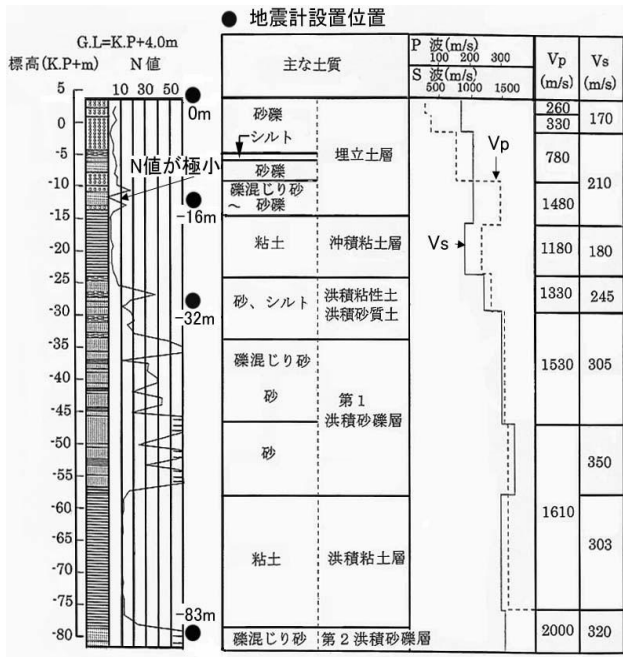 ● 地震計設置位置
G.L=K.P+4.0m
標高(K.P+m) N値
10 30 50
5
0
-5
-10
-15
-20
-25
-30
-35
-40
-45
-50
-55
-60
-65
-70
-75
-80
0m
N値が極小
-16m
-32m
-83m
主な土質
砂礫
シルト
砂礫
礫混じり砂
～ 砂礫
埋立土層
粘土
沖積粘土層
砂、シルト
洪積粘性土
洪積砂質土
礫混じり砂
砂
第1
洪積砂礫層
砂
粘土
洪積粘土層
礫混じり砂
第2洪積砂礫層
P 波(m/s)
100 200 300
S 波(m/s)
500 1000 1500
Vp
Vs
Vp
(m/s)
260
330
780
1480
1180
1330
1530
1610
2000
Vs
(m/s)
170
210
180
245
305
350
303
320